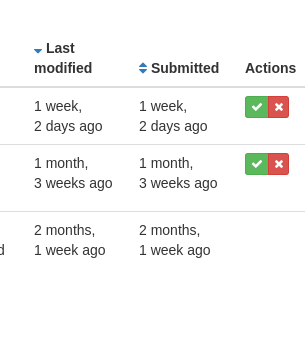 Last modified
Submitted
Actions
1 week, 2 days ago
1 week, 2 days ago
1 month, 3 weeks ago
1 month, 3 weeks ago
d
2 months, 1 week ago
2 months, 1 week ago